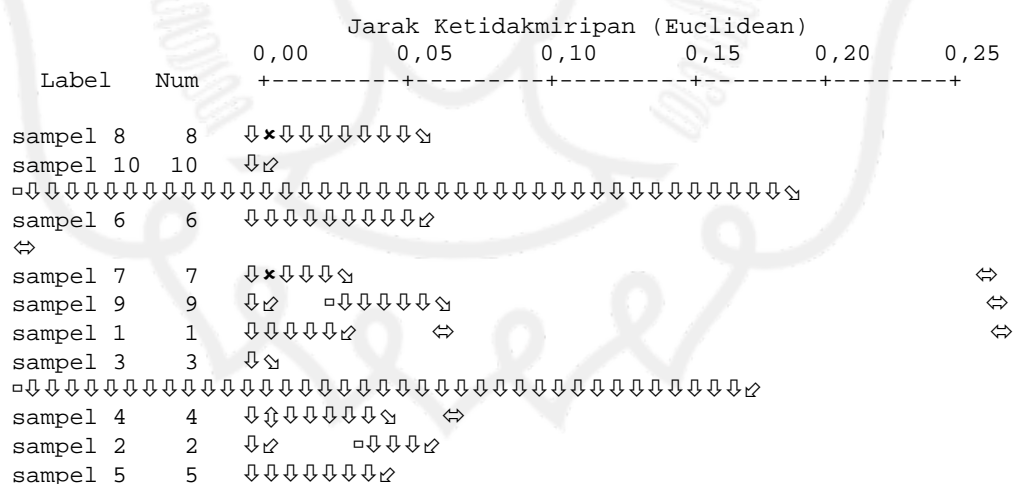 Jarak Ketidakmiripan (Euclidean)
0,00 0,05 0,10 0,15 0,20 0,25
Label Num +---------+---------+---------+---------+---------+
sampel 8 8 ⇩×⇩⇩⇩⇩⇩⇩⇩⬂
sampel 10 10 ⇩⬃
▫⇩⇩⇩⇩⇩⇩⇩⇩⇩⇩⇩⇩⇩⇩⇩⇩⇩⇩⇩⇩⇩⇩⇩⇩⇩⇩⇩⇩⇩⇩⇩⇩⇩⇩⇩⇩⇩⇩⇩⬂
sampel 6 6 ⇩⇩⇩⇩⇩⇩⇩⇩⇩⬃
⬄
sampel 7 7 ⇩×⇩⇩⇩⬂ ⬄
sampel 9 9 ⇩⬃ ▫⇩⇩⇩⇩⇩⬂ ⬄
sampel 1 1 ⇩⇩⇩⇩⇩⬃ ⬄ ⬄
sampel 3 3 ⇩⬂
▫⇩⇩⇩⇩⇩⇩⇩⇩⇩⇩⇩⇩⇩⇩⇩⇩⇩⇩⇩⇩⇩⇩⇩⇩⇩⇩⇩⇩⇩⇩⇩⇩⇩⇩⇩⇩⇩⬃
sampel 4 4 ⇩⇳⇩⇩⇩⇩⇩⬂ ⬄
sampel 2 2 ⇩⬃ ▫⇩⇩⇩⬃
sampel 5 5 ⇩⇩⇩⇩⇩⇩⇩⬃